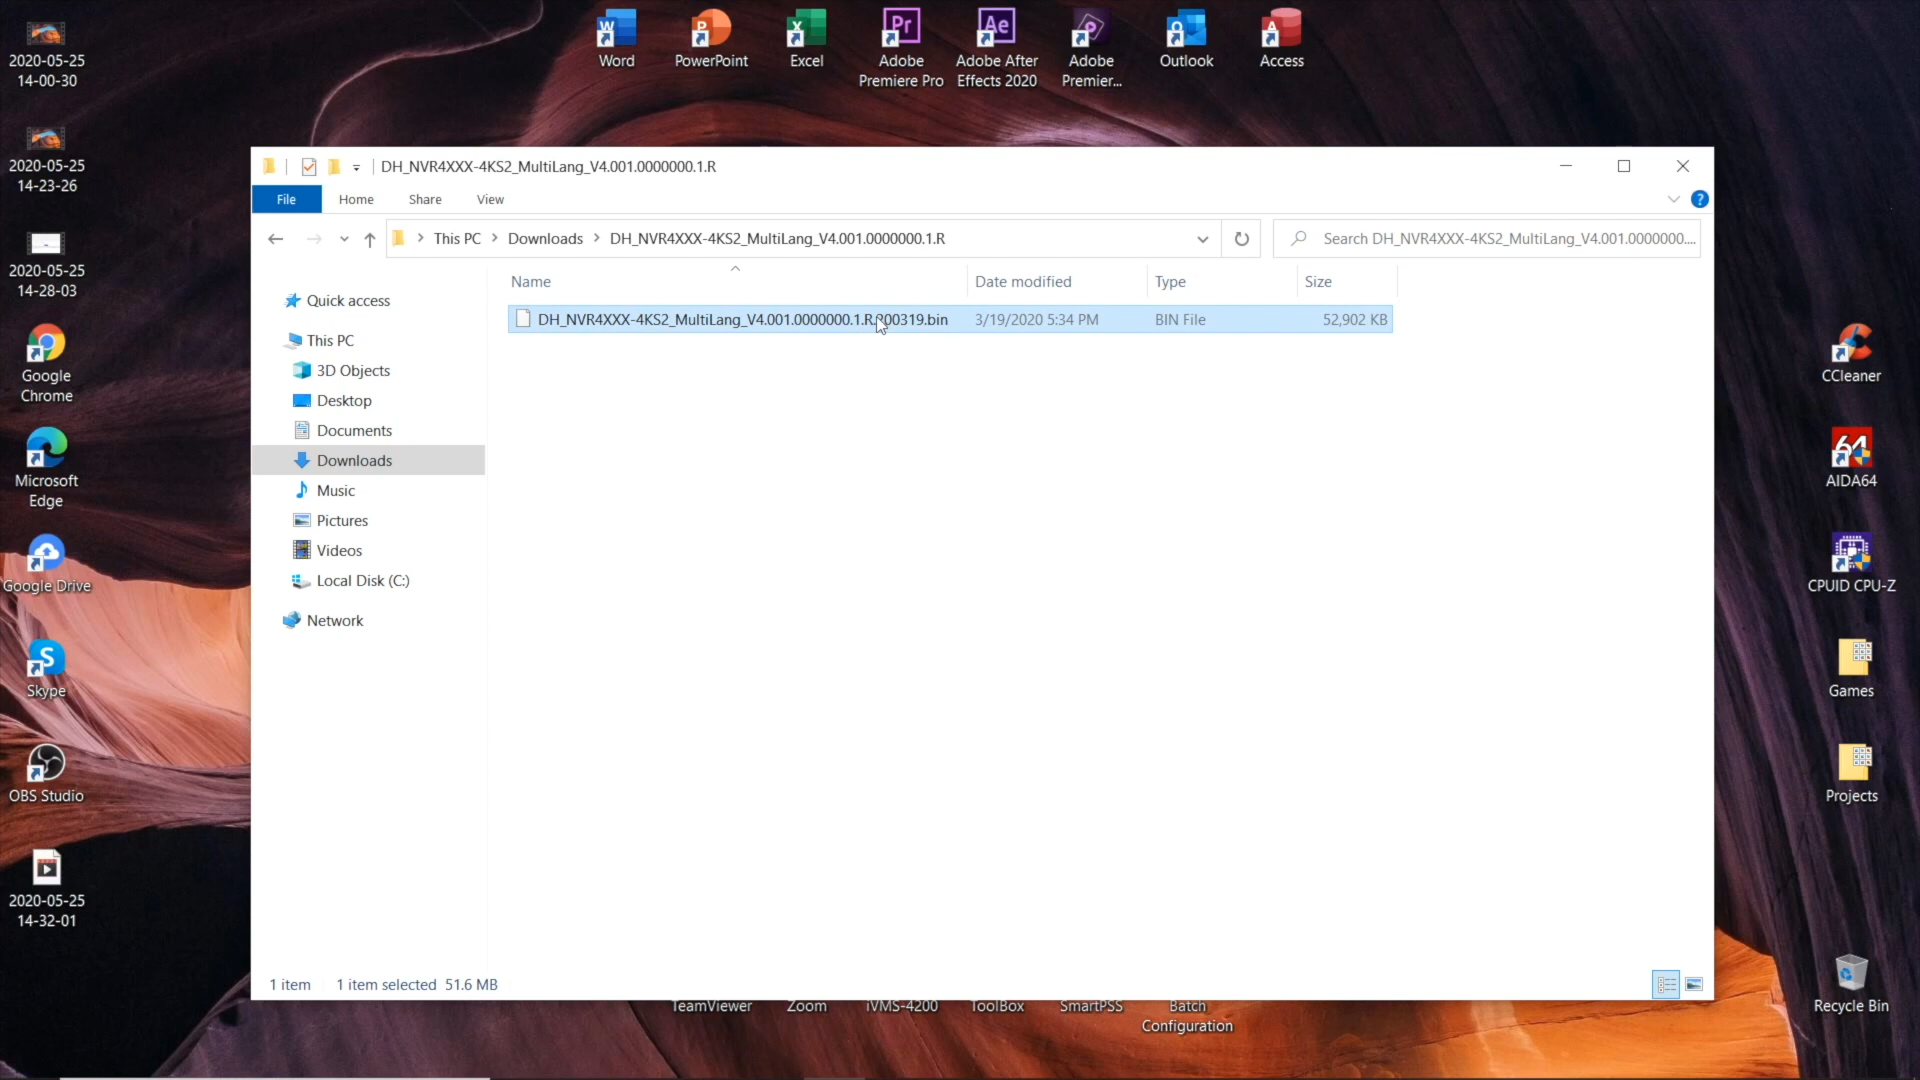 2020-05-25
14-00-30
Word
PowerPoint
Excel
Adobe
Premiere Pro
Adobe After
Effects 2020
Adobe
Premier...
Outlook
Access
2020-05-25
14-23-26
2020-05-25
14-28-03
Google
Chrome
Microsoft
Edge
Google Drive
Skype
OBS Studio
2020-05-25
14-32-01
DH_NVR4XXX-4KS2_MultiLang_V4.001.0000000.1.R
File
Home
Share
View
This PC > Downloads > DH_NVR4XXX-4KS2_MultiLang_V4.001.0000000.1.R
Search DH_NVR4XXX-4KS2_MultiLang_V4.001.0000000....
Quick access
This PC
3D Objects
Desktop
Documents
Downloads
Music
Pictures
Videos
Local Disk (C:)
Network
Name
Date modified
Type
Size
DH_NVR4XXX-4KS2_MultiLang_V4.001.0000000.1.R.200319.bin
3/19/2020 5:34 PM
BIN File
52,902 KB
1 item
1 item selected 51.6 MB
TeamViewer
Zoom
iVMS-4200
ToolBox
SmartPSS
Batch
Configuration
CCleaner
64
AIDA64
CPUID CPU-Z
Games
Projects
Recycle Bin